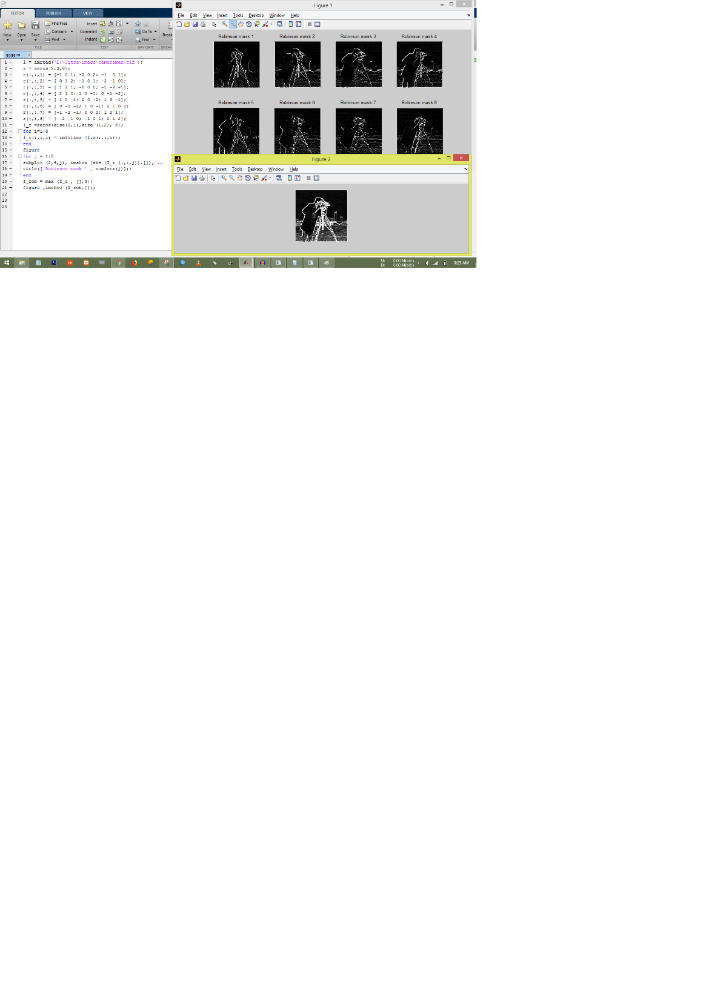 Figure 1
EDITOR PUBLISH VIEW
File Edit View Insert Tools Desktop Window Help
New Open Save
Find Files
Compare
Print
Insert
Comment
Indent
Go To
Find
Break
FILE EDIT NAVIGATE BREAK
gggg.m
1 I = imread('E:\Citra\image\cameraman.tif');
2 r = zeros(3,3,8);
3 r(:,:,1) = [-1 0 1; -2 0 2; -1  0 1];
4 r(:,:,2) = [ 0 1 2; -1 0 1; -2 -1 0];
5 r(:,:,3) = [ 1 2 1; -0 0 0; -1 -2 -1];
6 r(:,:,4) = [ 2 1 0; 1 0 -1; 0 -1 -2];
7 r(:,:,5) = [ 1 0 -1; 2 0 -2; 1 0 -1];
8 r(:,:,6) = [ 0 -1 -2; 1 0 -1; 2 1 0 ];
9 r(:,:,7) = [-1 -2 -1; 0 0 0; 1 2 1];
10 r(:,:,8) = [ -2 -1 0; -1 0 1; 0 1 2];
11 I_r =zeros(size(I,1),size (I,2), 8);
12 for i=1:8
13 I_r(:,:,i) = imfilter (I,r(:,:,i));
14 end
15 figure
16 for j = 1:8
17 subplot (2,4,j), imshow (abs (I_r (:,:,j)),[]), ...
18 title(['Robinson mask ' , num2str(j)]);
19 end
20 I_rob = max (I_r , [],3);
21 figure ,imshow (I_rob,[]);
22
23
24
Robinson mask 1 Robinson mask 2 Robinson mask 3 Robinson mask 4
Robinson mask 5 Robinson mask 6 Robinson mask 7 Robinson mask 8
Figure 2
File Edit View Insert Tools Desktop Window Help
U: 0.00 Mibit/s
D: 0.00 Mibit/s
9:25 AM